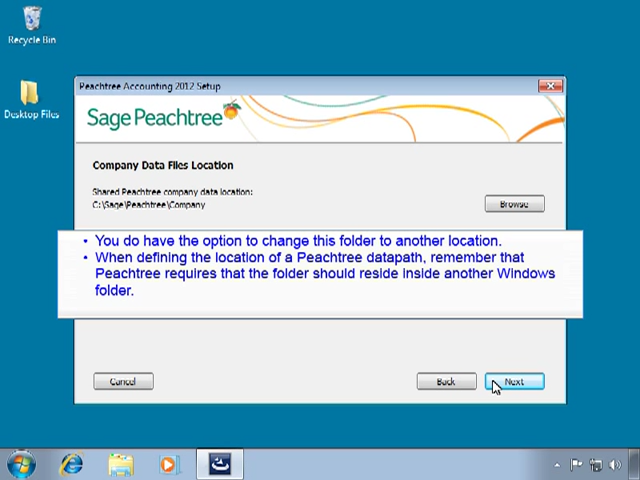 Recycle Bin
Desktop Files
Peachtree Accounting 2012 Setup
Sage Peachtree
Company Data Files Location
Shared Peachtree company data location:
C:\Sage\Peachtree\Company
Browse
• You do have the option to change this folder to another location.
• When defining the location of a Peachtree datapath, remember that
Peachtree requires that the folder should reside inside another Windows
folder.
Cancel
Back
Next